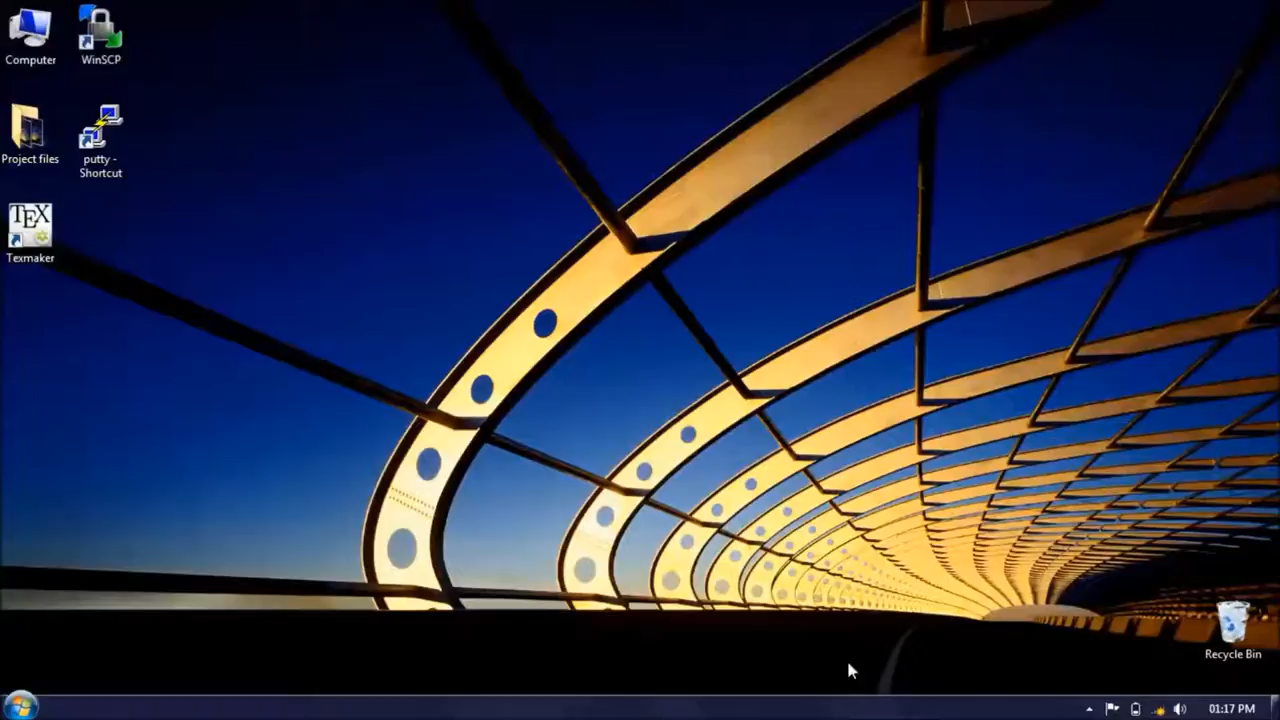 Computer
WinSCP
Project files
putty -
Shortcut
TEX
Texmaker
Recycle Bin
01:17 PM